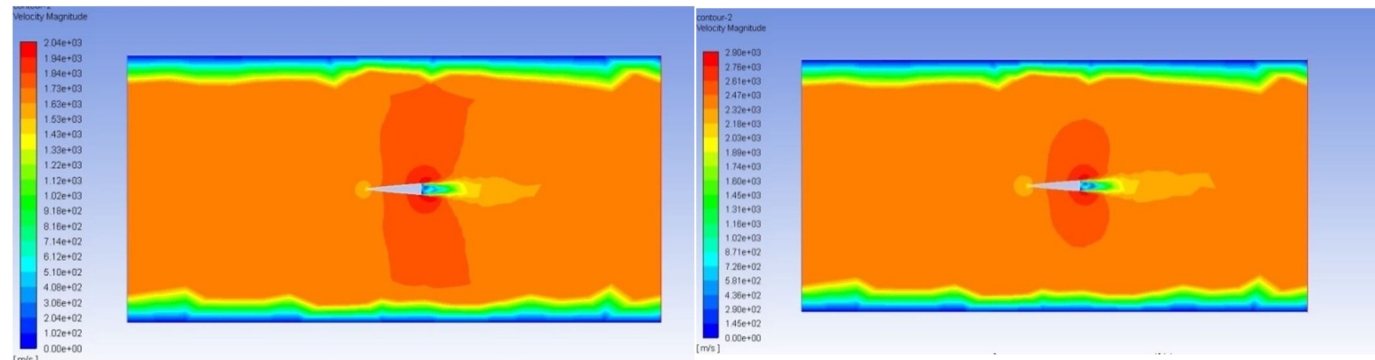 contour-2
Velocity Magnitude
2.04e+03
1.94e+03
1.84e+03
1.73e+03
1.63e+03
1.53e+03
1.43e+03
1.33e+03
1.22e+03
1.12e+03
1.02e+03
9.18e+02
8.16e+02
7.14e+02
6.12e+02
5.10e+02
4.08e+02
3.06e+02
2.04e+02
1.02e+02
0.00e+00
[m/s]
contour-2
Velocity Magnitude
2.90e+03
2.76e+03
2.61e+03
2.47e+03
2.32e+03
2.18e+03
2.03e+03
1.89e+03
1.74e+03
1.60e+03
1.45e+03
1.31e+03
1.16e+03
1.02e+03
8.71e+02
7.26e+02
5.81e+02
4.36e+02
2.90e+02
1.45e+02
0.00e+00
[m/s]